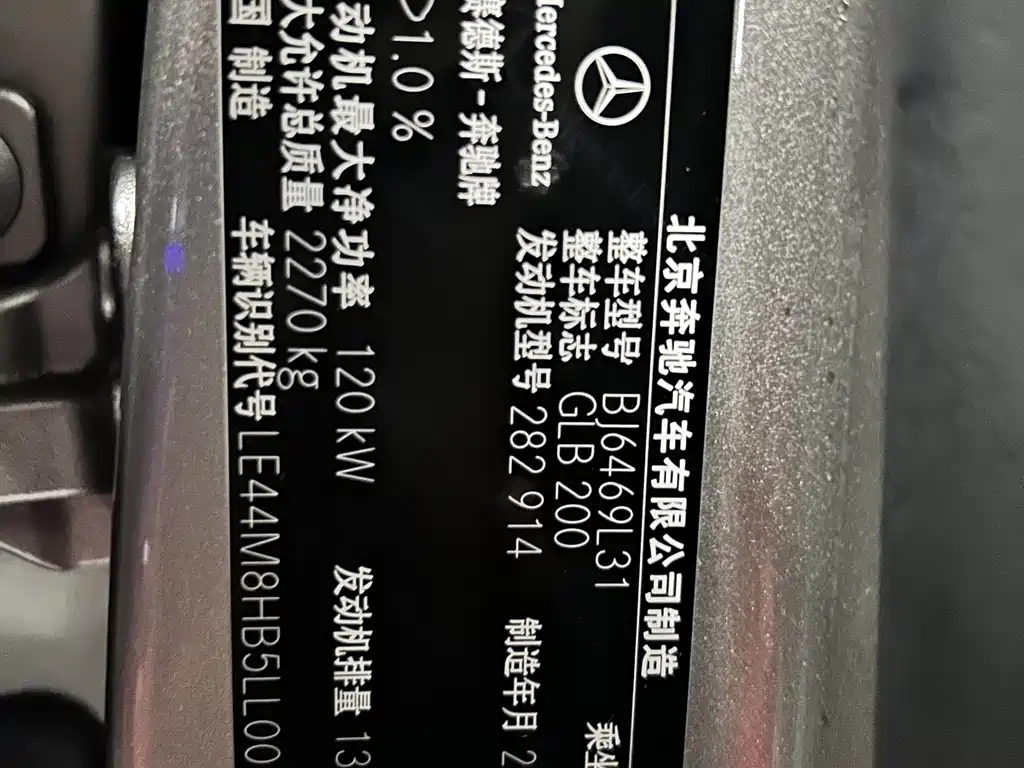 北京奔驰汽车有限公司制造
整车型号 BJ6469L31
整车标志 GLB 200
Mercedes-Benz 发动机型号 282 914 制造年月 2
赛德斯-奔驰牌
>1.0 %
动机最大净功率 120 kW 发动机排量 13
大允许总质量 2270 kg
国 制造 车辆识别代号 LE44M8HB5LL00